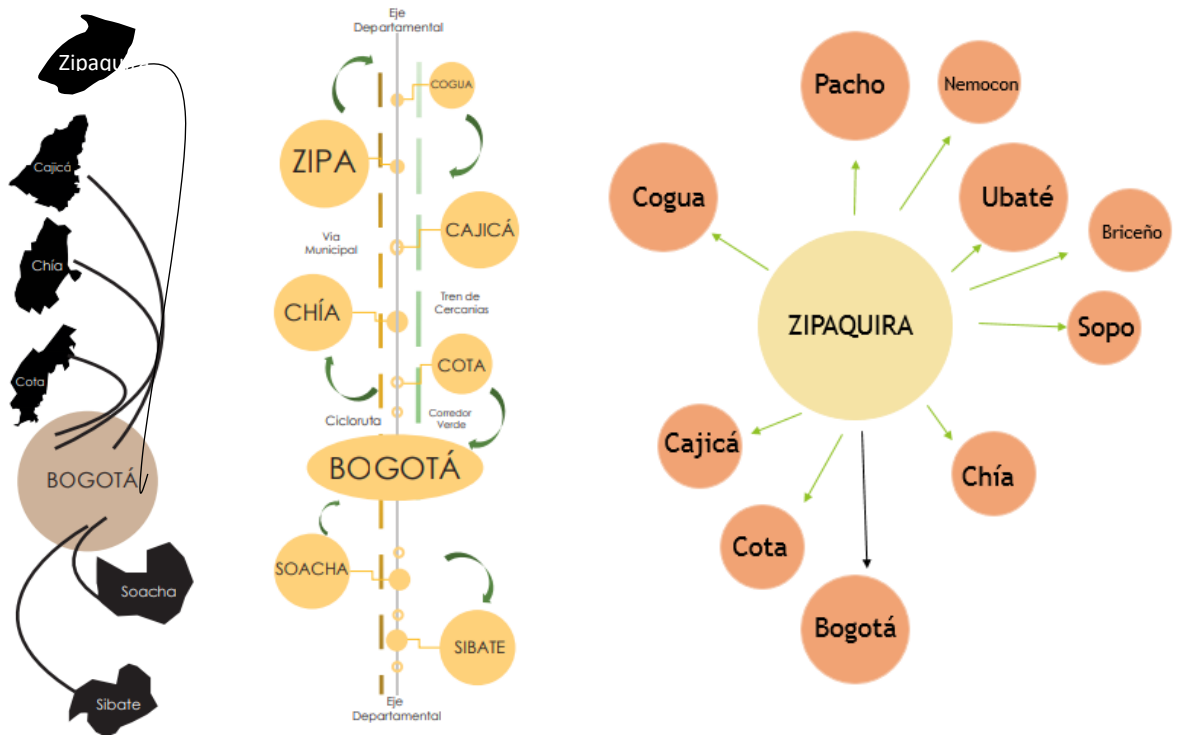 Zipaquira
Cajicá
Chía
Cota
BOGOTÁ
Soacha
Sibate
Eje
Departamental
COGUA
ZIPA
CAJICÁ
Via
Municipal
CHÍA
Tren de
Cercanias
COTA
Cicloruta
Corredor
Verde
BOGOTÁ
SOACHA
SIBATE
Eje
Departamental
Pacho
Nemocon
Cogua
Ubaté
Briceño
ZIPAQUIRA
Sopo
Cajicá
Chía
Cota
Bogotá